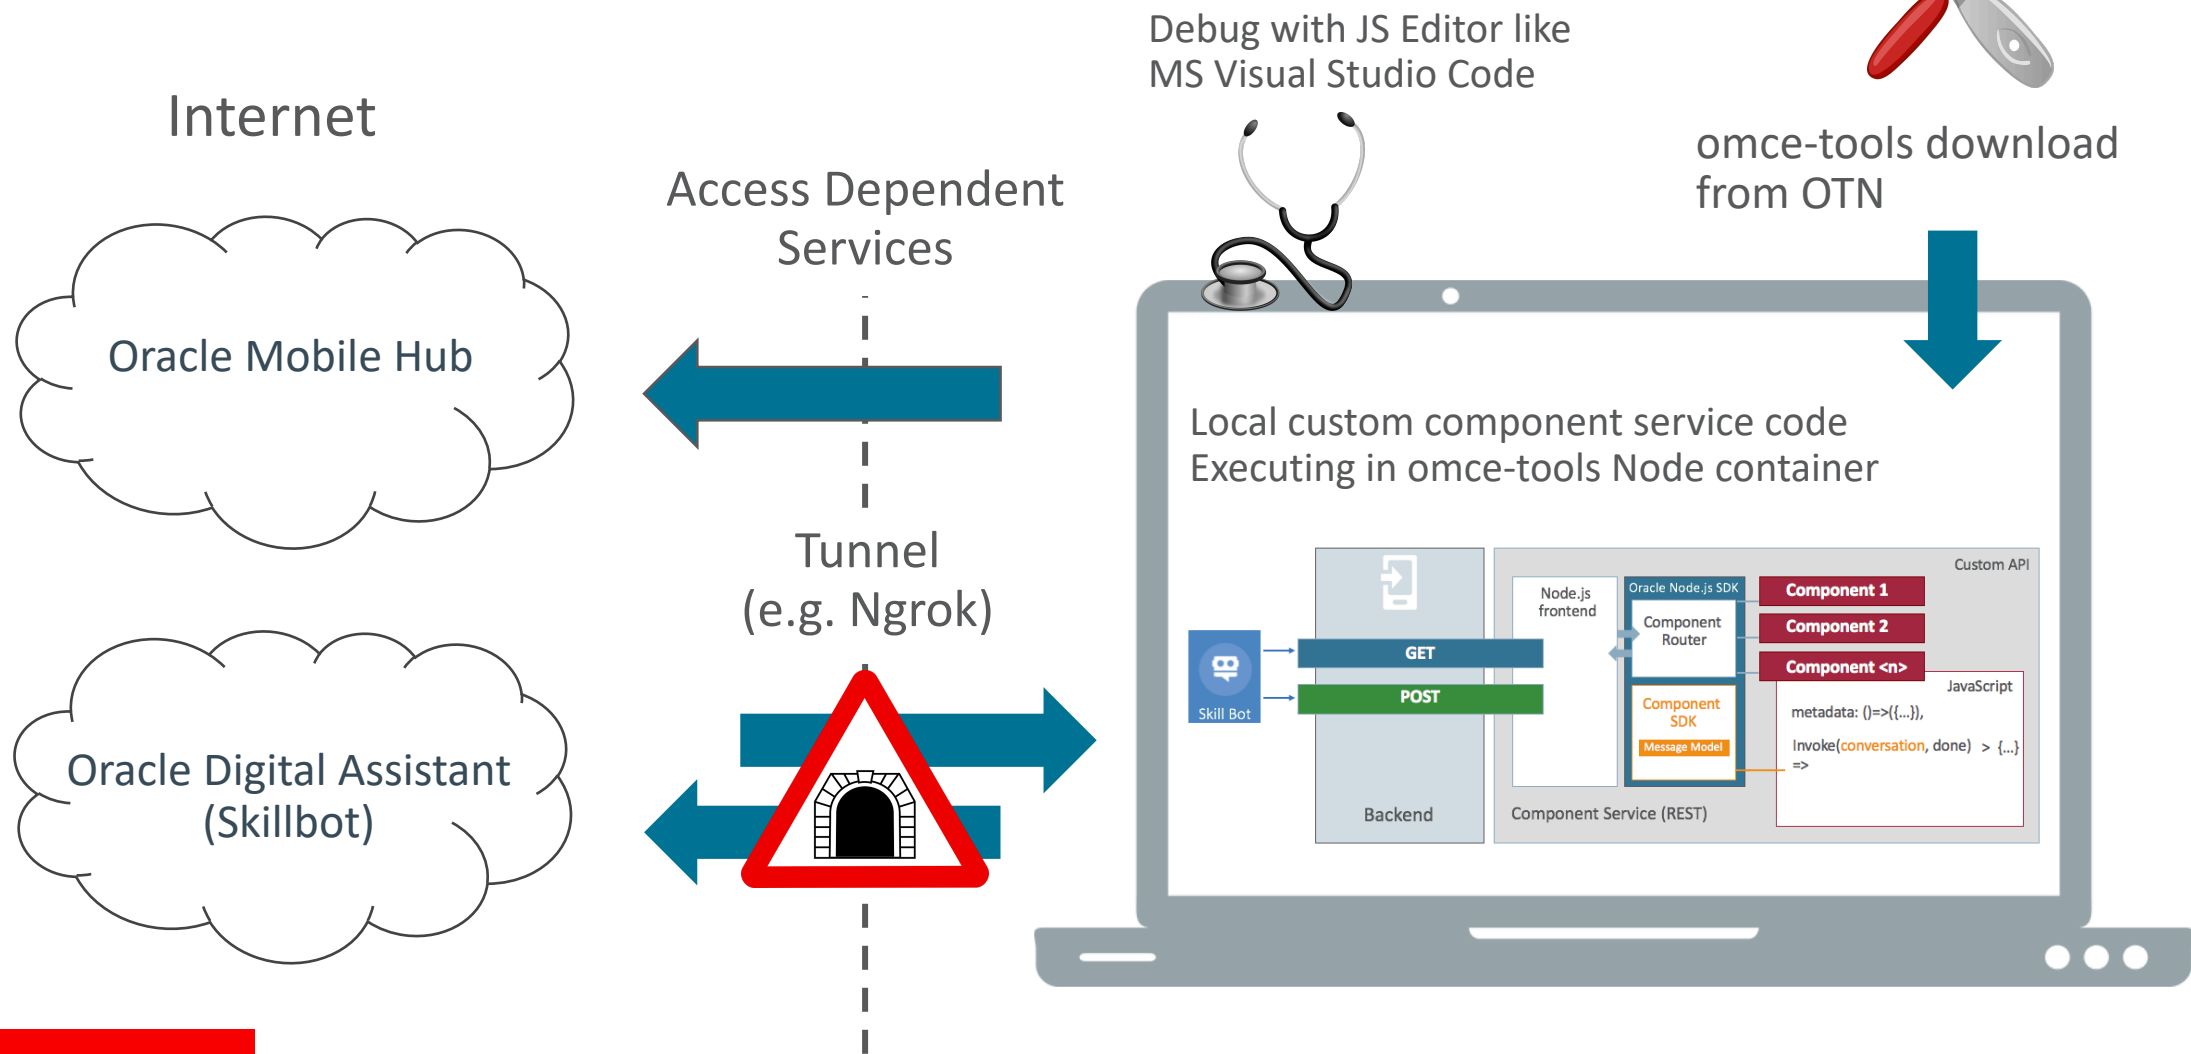 Debug with JS Editor like
MS Visual Studio Code
Internet
omce-tools download
from OTN
Access Dependent
Services
Oracle Mobile Hub
Local custom component service code
Executing in omce-tools Node container
Tunnel
(e.g. Ngrok)
Oracle Digital Assistant
(Skillbot)
Custom API
Node.js
frontend
Oracle Node.js SDK
Component
Router
Component 1
Component 2
Component <n>
GET
POST
Skill Bot
Component
SDK
Message Model
JavaScript
metadata: ()=>({...}),
Invoke(conversation, done) > {...}
=>
Backend
Component Service (REST)